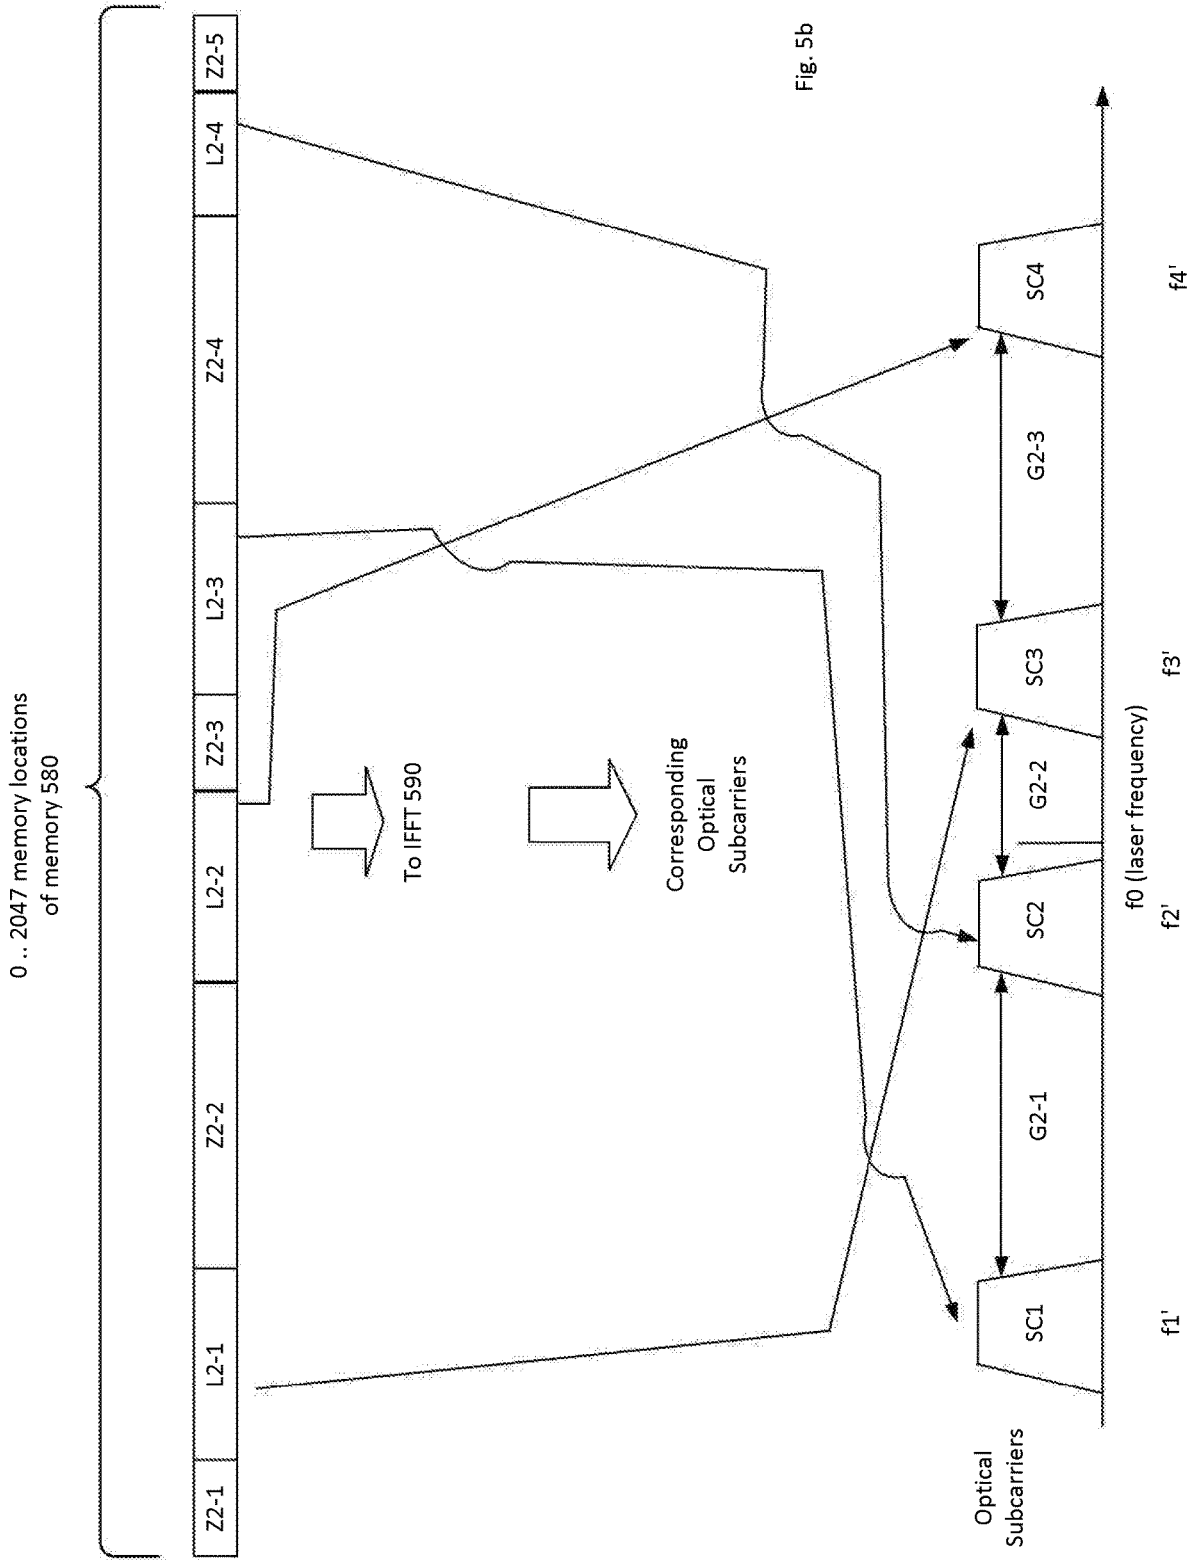 0 .. 2047 memory locations
of memory 580
Z2-1
L2-1
Z2-2
L2-2
Z2-3
L2-3
Z2-4
L2-4
Z2-5
To IFFT 590
Corresponding
Optical
Subcarriers
Fig. 5b
Optical
Subcarriers
SC1
G2-1
SC2
G2-2
SC3
G2-3
SC4
f0 (laser frequency)
f1'
f2'
f3'
f4'